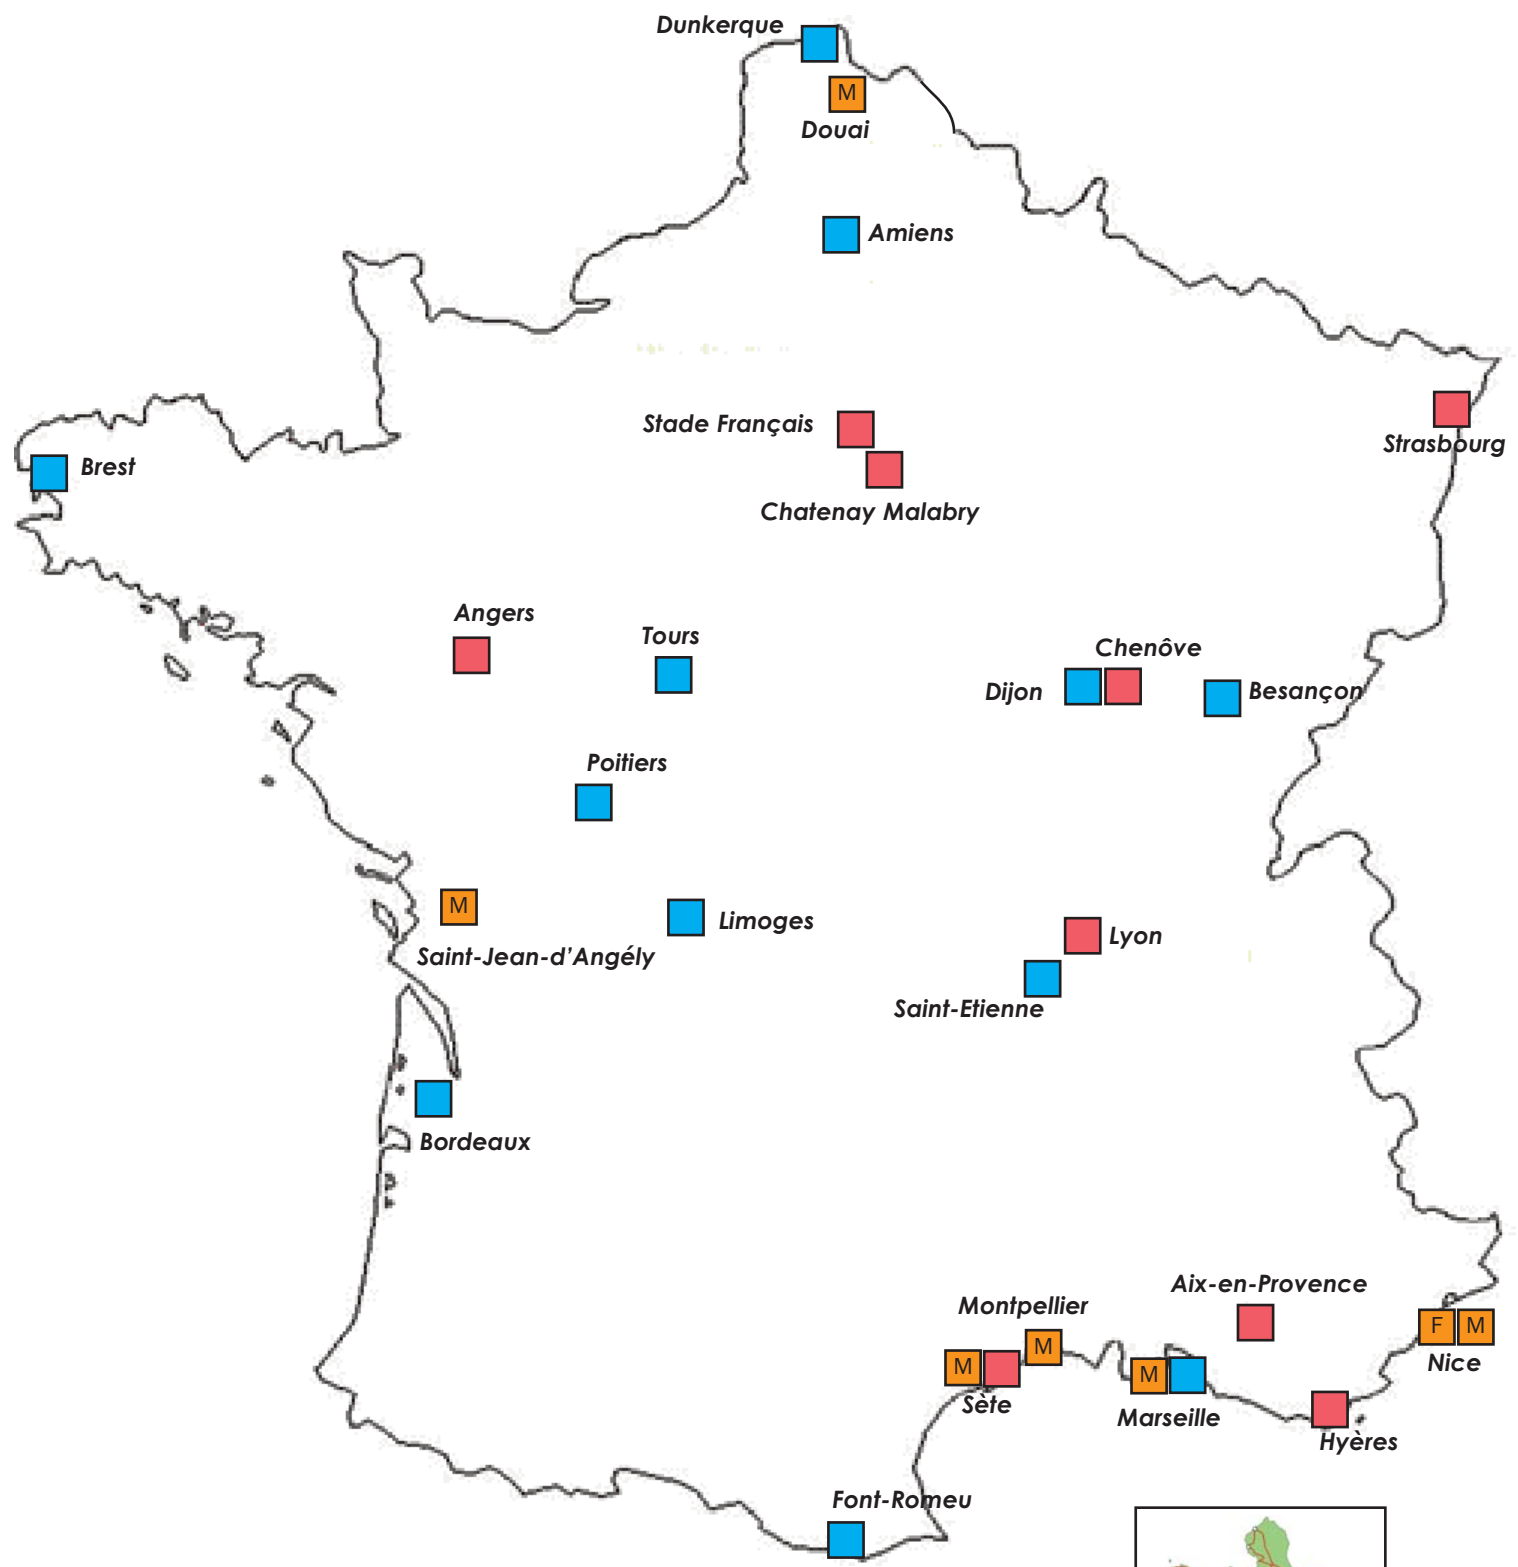 Dunkerque
M
Douai
Amiens
Stade Français
Strasbourg
Brest
Chatenay Malabry
Angers
Tours
Chenôve
Dijon
Besançon
Poitiers
M
Limoges
Lyon
Saint-Jean-d’Angély
Saint-Etienne
Bordeaux
Aix-en-Provence
Montpellier
F M
M
Nice
M
M
Sète
Marseille
Hyères
Font-Romeu